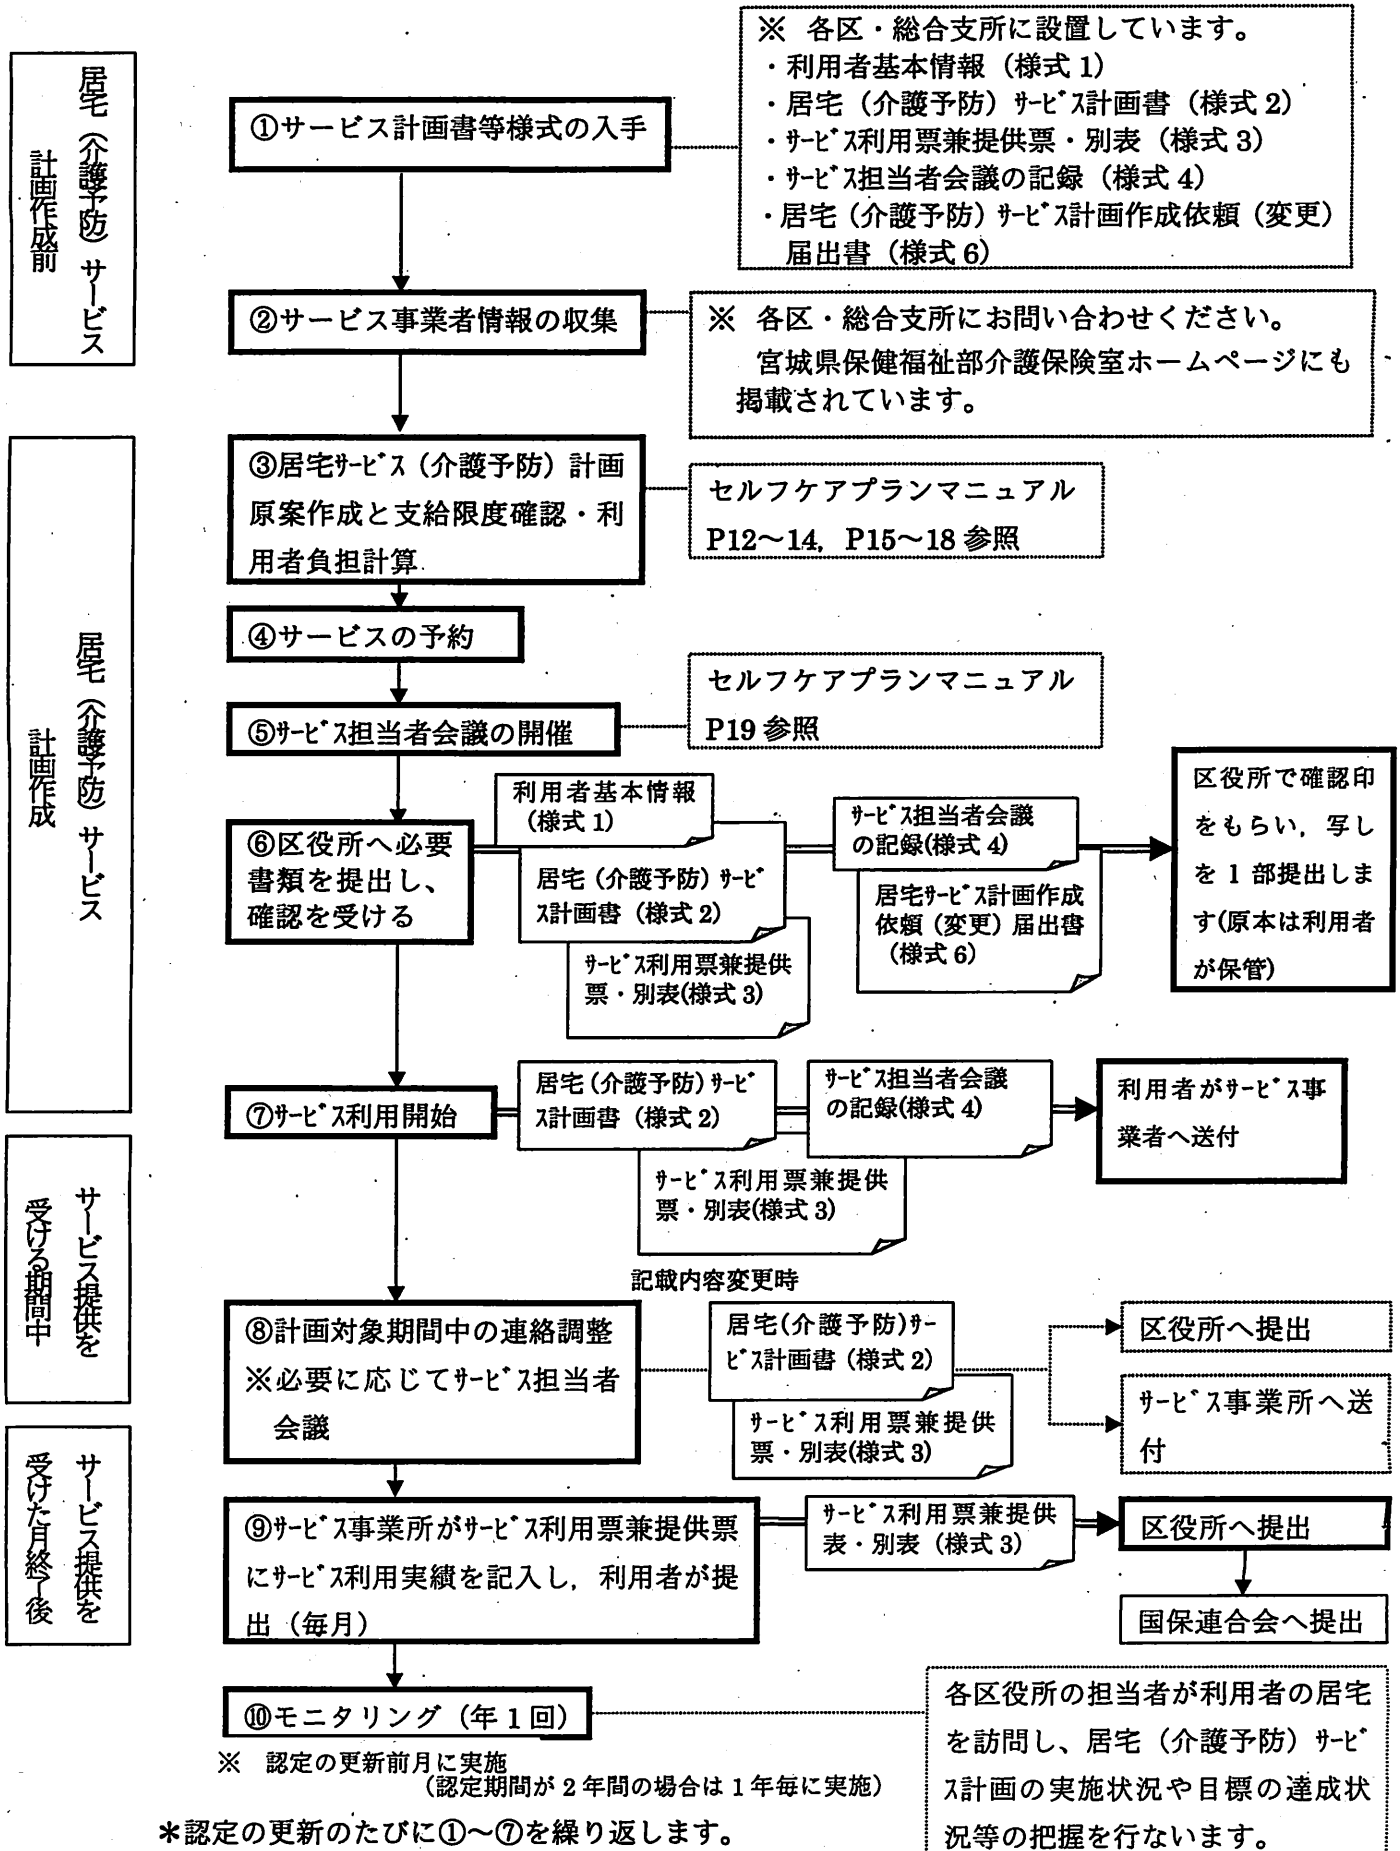 居宅（介護予防）サービス
計画作成前
①サービス計画書等様式の入手
※ 各区・総合支所に設置しています。
・利用者基本情報（様式 1）
・居宅（介護予防）ｻｰﾋﾞｽ計画書（様式 2）
・ｻｰﾋﾞｽ利用票兼提供票・別表（様式 3）
・ｻｰﾋﾞｽ担当者会議の記録（様式 4）
・居宅（介護予防）ｻｰﾋﾞｽ計画作成依頼（変更）
届出書（様式 6）
②サービス事業者情報の収集
※ 各区・総合支所にお問い合わせください。
宮城県保健福祉部介護保険室ホームページにも
掲載されています。
居宅（介護予防）サービス
計画作成
③居宅ｻｰﾋﾞｽ（介護予防）計画
原案作成と支給限度確認・利
用者負担計算
セルフケアプランマニュアル
P12～14，P15～18 参照
④サービスの予約
⑤ｻｰﾋﾞｽ担当者会議の開催
セルフケアプランマニュアル
P19 参照
⑥区役所へ必要
書類を提出し、
確認を受ける
利用者基本情報
（様式 1）
居宅（介護予防）ｻｰﾋﾞ
ｽ計画書（様式 2）
ｻｰﾋﾞｽ利用票兼提供
票・別表(様式 3)
ｻｰﾋﾞｽ担当者会議
の記録(様式 4)
居宅ｻｰﾋﾞｽ計画作成
依頼（変更）届出書
（様式 6）
区役所で確認印
をもらい，写し
を 1 部提出しま
す(原本は利用者
が保管)
⑦ｻｰﾋﾞｽ利用開始
居宅（介護予防）ｻｰﾋﾞ
ｽ計画書（様式 2）
ｻｰﾋﾞｽ利用票兼提供
票・別表(様式 3)
ｻｰﾋﾞｽ担当者会議
の記録(様式 4)
利用者がｻｰﾋﾞｽ事
業者へ送付
サービス提供を
受ける期間中
記載内容変更時
⑧計画対象期間中の連絡調整
※必要に応じてｻｰﾋﾞｽ担当者
会議
居宅(介護予防)ｻｰ
ﾋﾞｽ計画書（様式 2）
ｻｰﾋﾞｽ利用票兼提供
票・別表(様式 3)
区役所へ提出
ｻｰﾋﾞｽ事業所へ送
付
サービス提供を
受けた月終了後
⑨ｻｰﾋﾞｽ事業所がｻｰﾋﾞｽ利用票兼提供票
にｻｰﾋﾞｽ利用実績を記入し，利用者が提
出（毎月）
ｻｰﾋﾞｽ利用票兼提供
表・別表（様式 3）
区役所へ提出
国保連合会へ提出
⑩モニタリング（年 1 回）
※ 認定の更新前月に実施
（認定期間が 2 年間の場合は 1 年毎に実施）
各区役所の担当者が利用者の居宅
を訪問し、居宅（介護予防）ｻｰﾋﾞ
ｽ計画の実施状況や目標の達成状
況等の把握を行ないます。
＊認定の更新のたびに①～⑦を繰り返します。